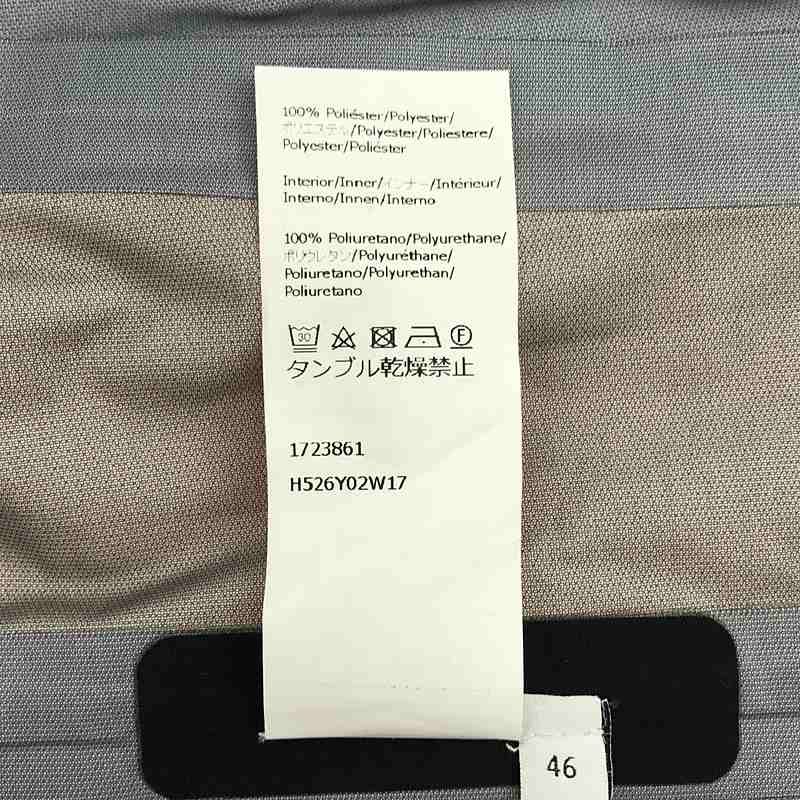 100% Poliéster/Polyester/
ポリエステル/Polyester/Poliestere/
Polyester/Poliéster
Interior/Inner/インナー/Intérieur/
Interno/Innen/Interno
100% Poliuretano/Polyurethane/
ポリウレタン/Polyuréthane/
Poliuretano/Polyurethan/
Poliuretano
30 F
タンブル乾燥禁止
1723861
H526Y02W17
46